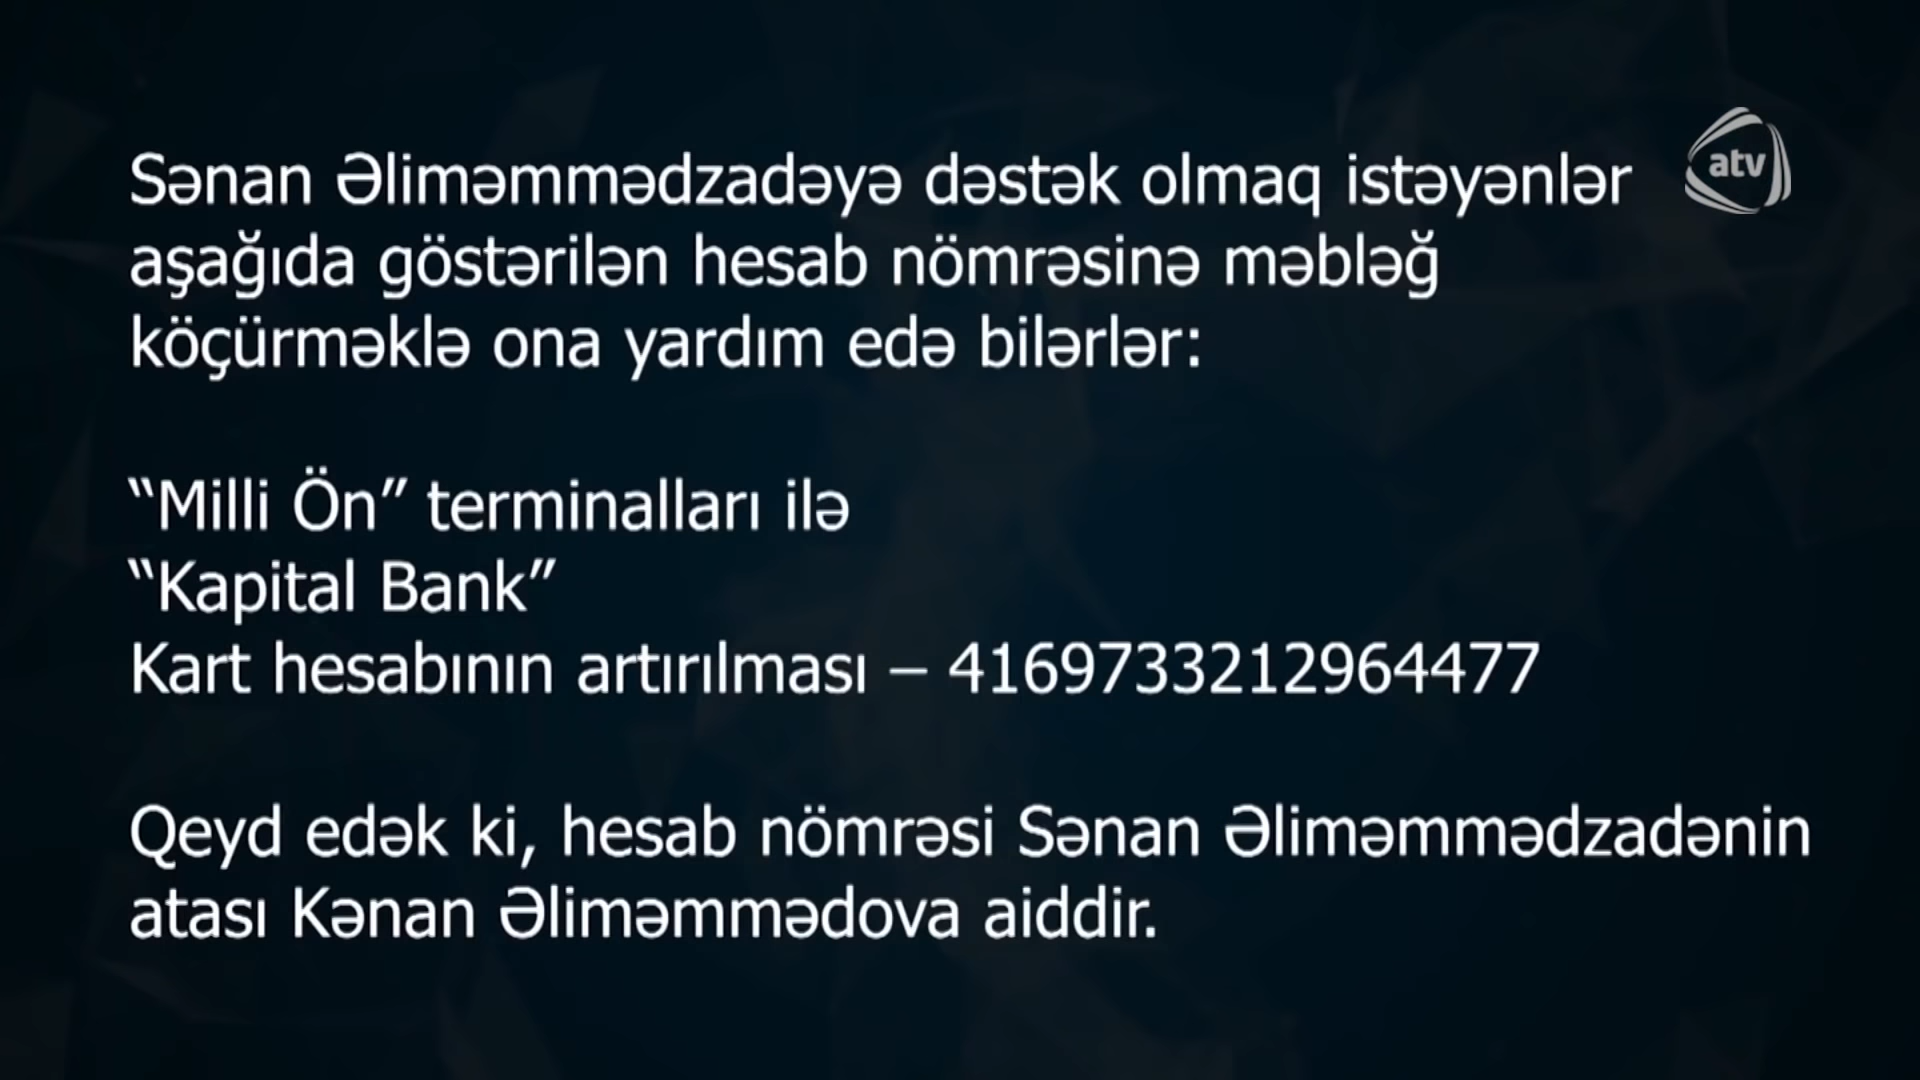 Sənan Əliməmmədzadəyə dəstək olmaq istəyənlər
atv
aşağıda göstərilən hesab nömrəsinə məbləğ
köçürməklə ona yardım edə bilərlər:
“Milli Ön” terminalları ilə
“Kapital Bank”
Kart hesabının artırılması – 4169733212964477
Qeyd edək ki, hesab nömrəsi Sənan Əliməmmədzadənin
atası Kənan Əliməmmədova aiddir.